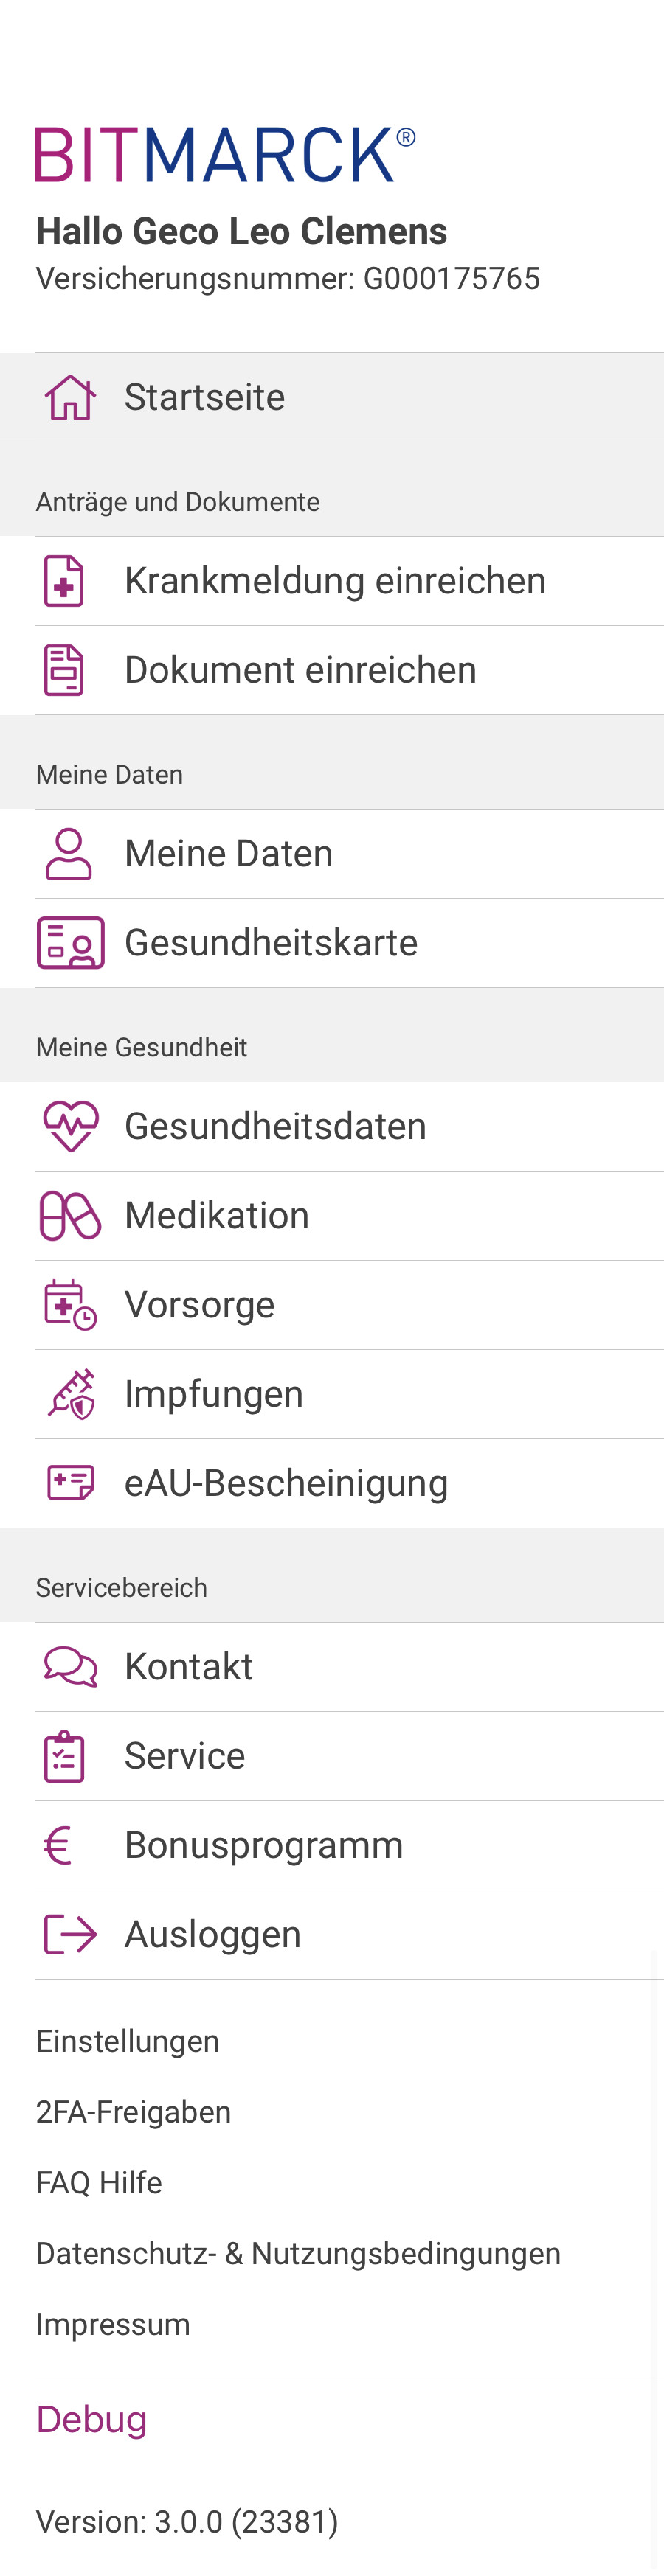 BITMARCK®
Hallo Geco Leo Clemens
Versicherungsnummer: G000175765
Startseite
Anträge und Dokumente
Krankmeldung einreichen
Dokument einreichen
Meine Daten
Meine Daten
Gesundheitskarte
Meine Gesundheit
Gesundheitsdaten
Medikation
Vorsorge
Impfungen
eAU-Bescheinigung
Servicebereich
Kontakt
Service
Bonusprogramm
Ausloggen
Einstellungen
2FA-Freigaben
FAQ Hilfe
Datenschutz- & Nutzungsbedingungen
Impressum
Debug
Version: 3.0.0 (23381)